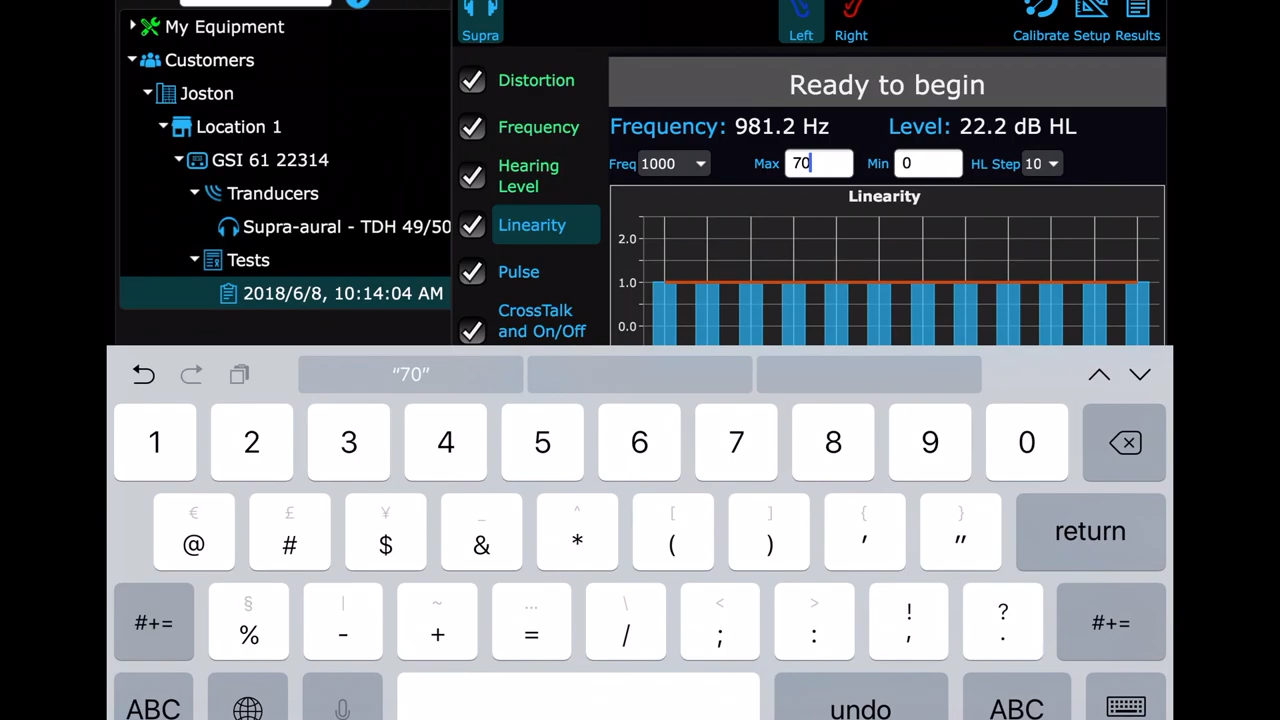 Supra
Left
Right
Calibrate Setup Results
My Equipment
Customers
Joston
Location 1
GSI 61 22314
Tranducers
Supra-aural - TDH 49/50
Tests
2018/6/8, 10:14:04 AM
Distortion
Frequency
Hearing
Level
Linearity
Pulse
CrossTalk
and On/Off
Ready to begin
Frequency: 981.2 Hz Level: 22.2 dB HL
Freq 1000 Max 70 Min 0 HL Step 10
Linearity
2.0
1.0
0.0
“70”
1 2 3 4 5 6 7 8 9 0
€ £ ¥ _ ^ [ ] { }
@ # $ & * ( ) ' " return
§ | ~ … \ < > ! ?
#+= % - + = / ; : , . #+=
ABC undo ABC